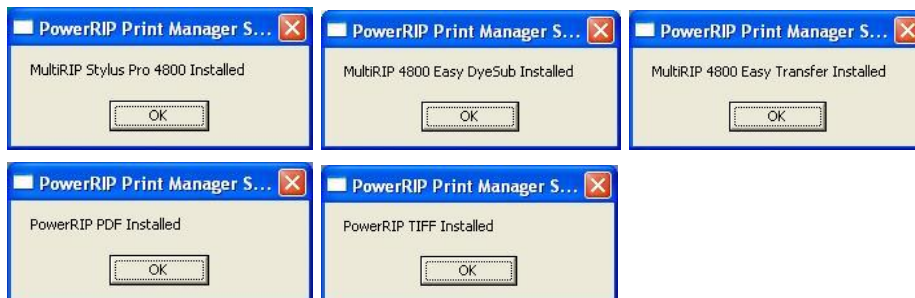 PowerRIP Print Manager S...
MultiRIP Stylus Pro 4800 Installed
OK
PowerRIP Print Manager S...
MultiRIP 4800 Easy DyeSub Installed
OK
PowerRIP Print Manager S...
MultiRIP 4800 Easy Transfer Installed
OK
PowerRIP Print Manager S...
PowerRIP PDF Installed
OK
PowerRIP Print Manager S...
PowerRIP TIFF Installed
OK